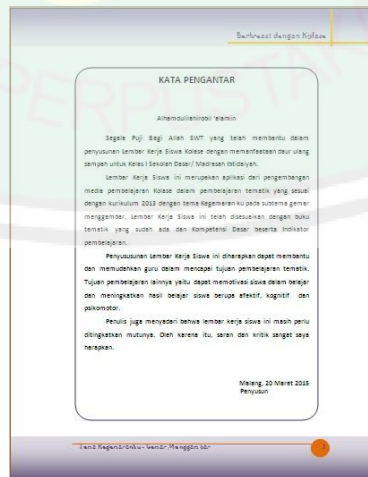 PERPUSTAK
Berkreasi dengan Kolase
KATA PENGANTAR
Alhamdulillahirobil 'alamin
Segala Puji Bagi Allah SWT yang telah membantu dalam
penyusunan Lembar Kerja Siswa Kolase dengan memanfaatkan daur ulang
sampah untuk Kelas I Sekolah Dasar/ Madrasah Ibtidaiyah.
Lembar Kerja Siswa ini merupakan aplikasi dari pengembangan
media pembelajaran Kolase dalam pembelajaran tematik yang sesuai
dengan kurikulum 2013 dengan tema Kegemaranku pada subtema gemar
menggambar. Lembar Kerja Siswa ini telah disesuaikan dengan buku
tematik yang sudah ada dan Kompetensi Dasar beserta Indikator
pembelajaran.
Penyususunan Lembar Kerja Siswa ini diharapkan dapat membantu
dan memudahkan guru dalam mencapai tujuan pembelajaran tematik.
Tujuan pembelajaran lainnya yaitu dapat memotivasi siswa dalam belajar
dan meningkatkan hasil belajar siswa berupa afektif, kognitif dan
psikomotor.
Penulis juga menyadari bahwa lembar kerja siswa ini masih perlu
ditingkatkan mutunya. Oleh karena itu, saran dan kritik sangat saya
harapkan.
Malang, 20 Maret 2015
Penyusun
Tema Kegemaranku - Gemar Menggambar